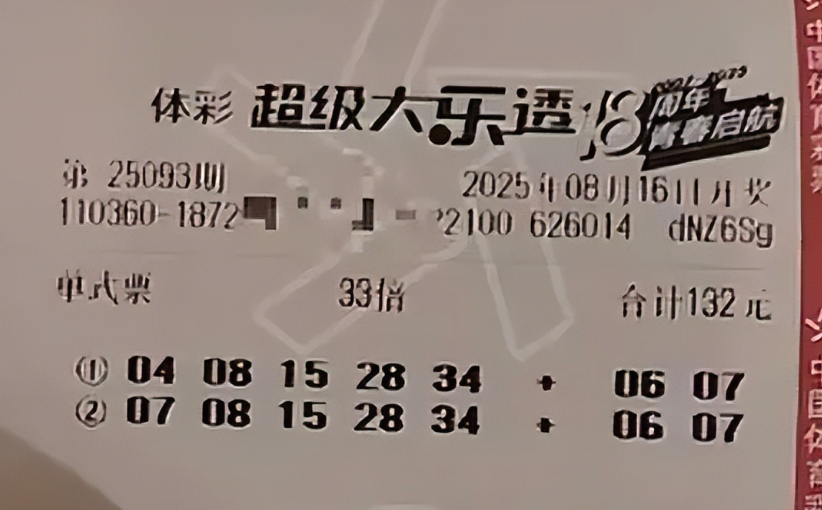 体彩 超级大乐透 18周年 青春启航
第 25093期 2025年08月16日开奖
110360-1872 2100 626014 dNZ6Sg
单式票 33倍 合计132元
① 04 08 15 28 34 + 06 07
② 07 08 15 28 34 + 06 07
中国体育彩票
中国体育彩